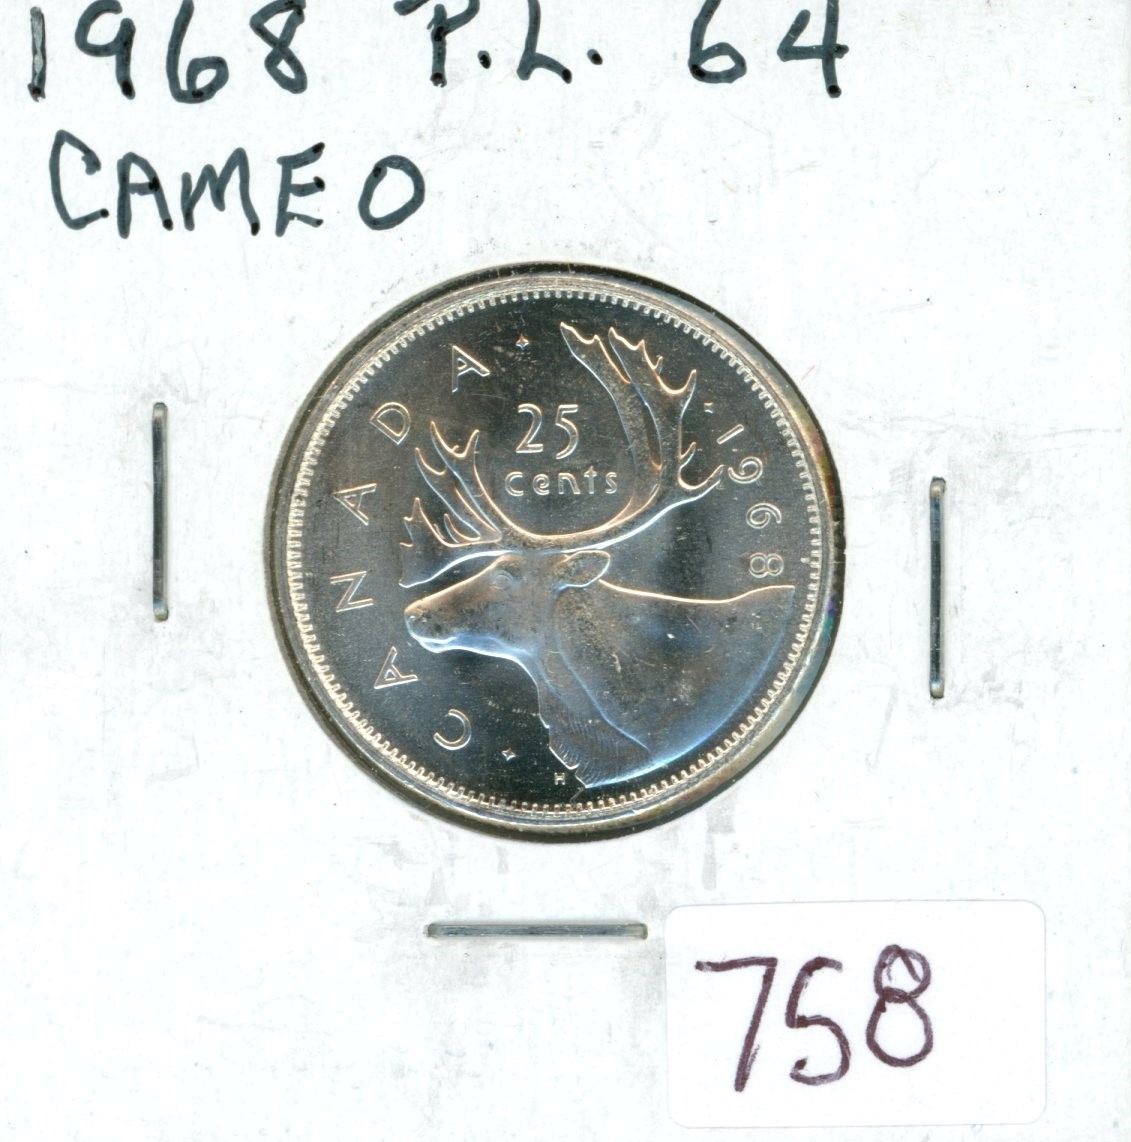 1968 P.L. 64
CAMEO
CANADA
25
cents
1968
H
758